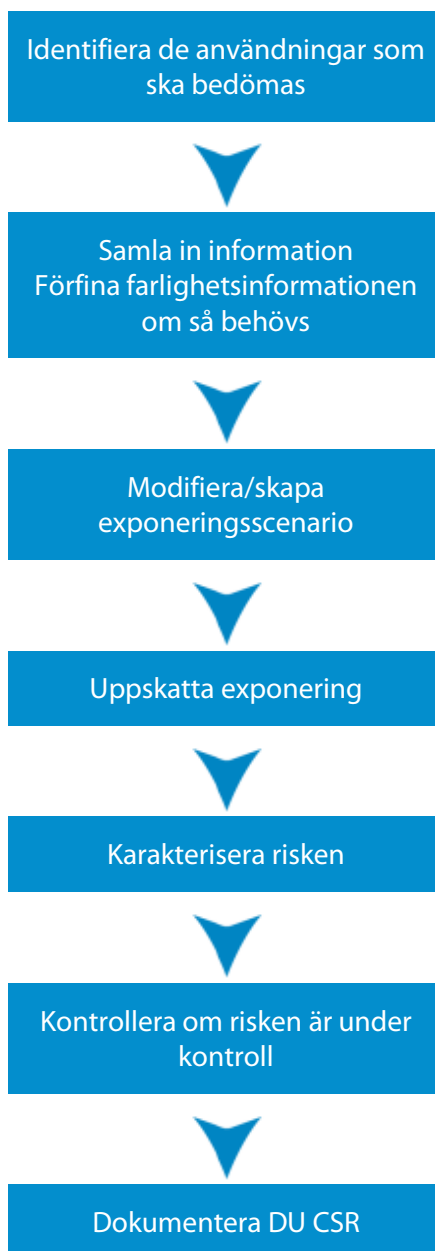 Identifiera de användningar som
ska bedömas
Samla in information
Förfina farlighetsinformationen
om så behövs
Modifiera/skapa
exponeringsscenario
Uppskatta exponering
Karakterisera risken
Kontrollera om risken är under
kontroll
Dokumentera DU CSR